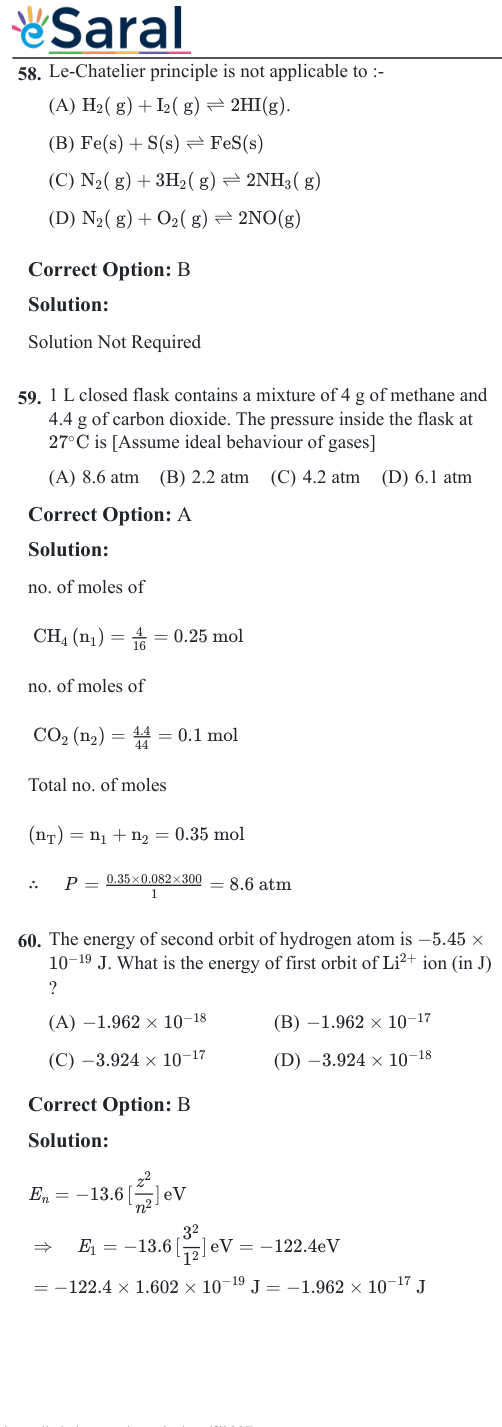 eSaral
58. Le-Chatelier principle is not applicable to :-
(A) H₂( g) + I₂( g) ⇌ 2HI(g).
(B) Fe(s) + S(s) ⇌ FeS(s)
(C) N₂( g) + 3H₂( g) ⇌ 2NH₃( g)
(D) N₂( g) + O₂( g) ⇌ 2NO(g)
Correct Option: B
Solution:
Solution Not Required
59. 1 L closed flask contains a mixture of 4 g of methane and
4.4 g of carbon dioxide. The pressure inside the flask at
27°C is [Assume ideal behaviour of gases]
(A) 8.6 atm (B) 2.2 atm (C) 4.2 atm (D) 6.1 atm
Correct Option: A
Solution:
no. of moles of
CH₄ (n₁) = 4/16 = 0.25 mol
no. of moles of
CO₂ (n₂) = 4.4/44 = 0.1 mol
Total no. of moles
(n_T) = n₁ + n₂ = 0.35 mol
∴ P = 0.35×0.082×300/1 = 8.6 atm
60. The energy of second orbit of hydrogen atom is −5.45 ×
10⁻¹⁹ J. What is the energy of first orbit of Li²⁺ ion (in J)
?
(A) −1.962 × 10⁻¹⁸ (B) −1.962 × 10⁻¹⁷
(C) −3.924 × 10⁻¹⁷ (D) −3.924 × 10⁻¹⁸
Correct Option: B
Solution:
Eₙ = −13.6 [z²/n²] eV
⇒ E₁ = −13.6 [3²/1²] eV = −122.4eV
= −122.4 × 1.602 × 10⁻¹⁹ J = −1.962 × 10⁻¹⁷ J